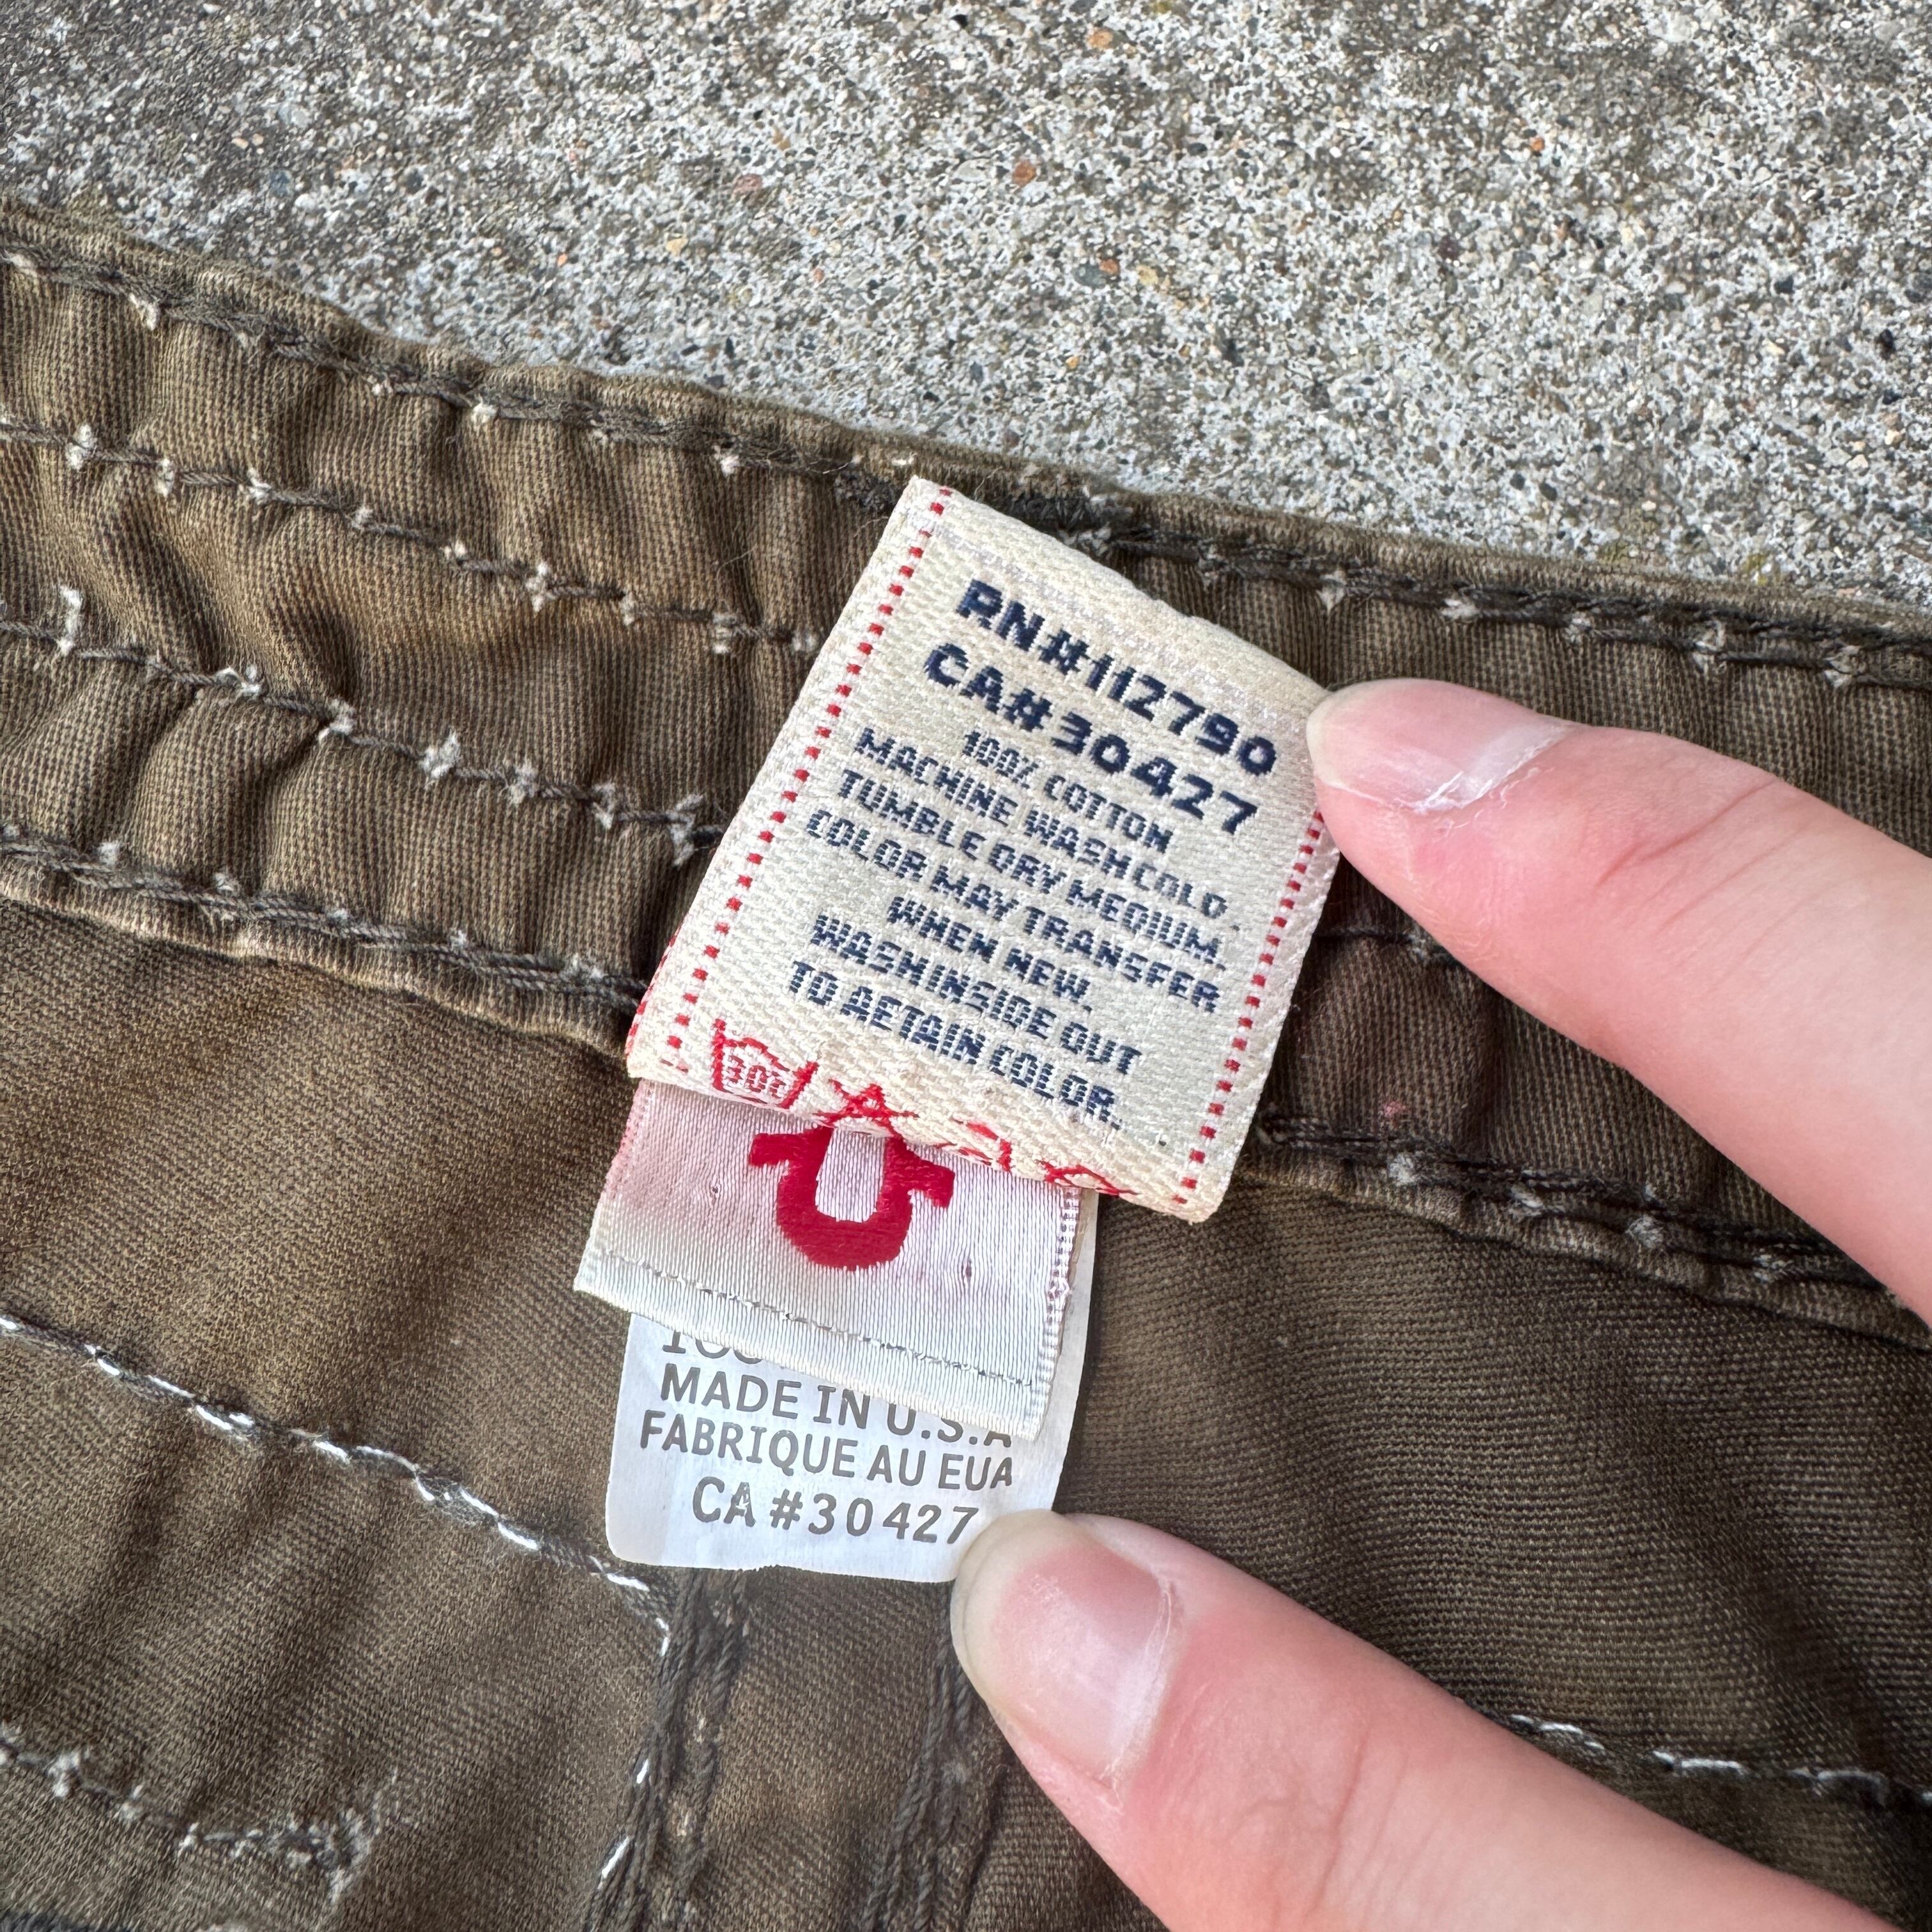 RN#112790
CA#30427
100% COTTON
MACHINE WASH COLD.
TUMBLE DRY MEDIUM.
COLOR MAY TRANSFER
WHEN NEW.
WASH INSIDE OUT
TO RETAIN COLOR.
30c
MADE IN U.S.A
FABRIQUE AU EUA
CA #30427